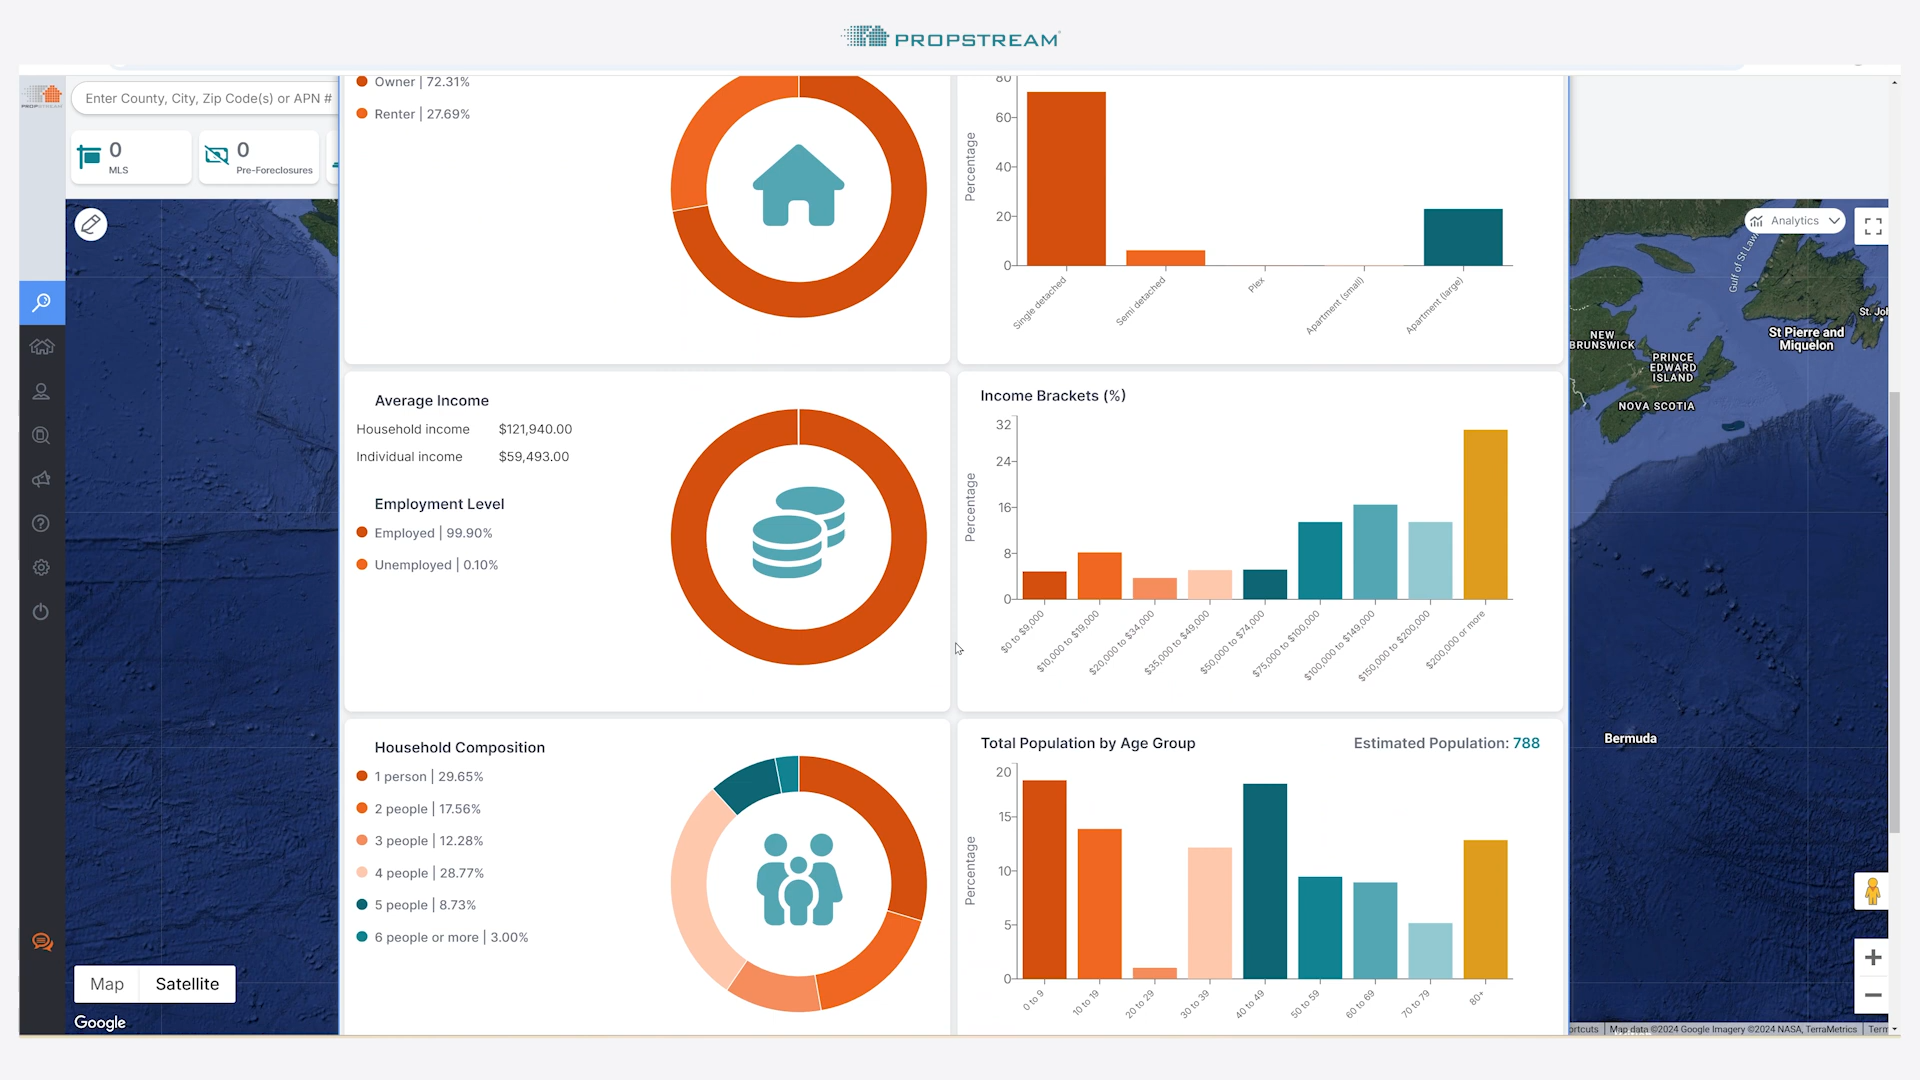 PROPSTREAM
PROPSTREAM
Enter County, City, Zip Code(s) or APN #
0
MLS
0
Pre-Foreclosures
Owner | 72.31%
Renter | 27.69%
80
60
40
20
0
Percentage
Single detached
Semi detached
Plex
Apartment (small)
Apartment (large)
Analytics
Gulf of St Law
St. Jo
St Pierre and
Miquelon
NEW
BRUNSWICK
PRINCE
EDWARD
ISLAND
NOVA SCOTIA
Average Income
Household income $121,940.00
Individual income $59,493.00
Employment Level
Employed | 99.90%
Unemployed | 0.10%
Income Brackets (%)
32
24
16
8
0
Percentage
$0 to $9,000
$10,000 to $19,000
$20,000 to $34,000
$35,000 to $49,000
$50,000 to $74,000
$75,000 to $100,000
$100,000 to $149,000
$150,000 to $200,000
$200,000 or more
Household Composition
1 person | 29.65%
2 people | 17.56%
3 people | 12.28%
4 people | 28.77%
5 people | 8.73%
6 people or more | 3.00%
Total Population by Age Group
Estimated Population: 788
20
15
10
5
0
Percentage
0 to 9
10 to 19
20 to 29
30 to 39
40 to 49
50 to 59
60 to 69
70 to 79
80+
Bermuda
Map
Satellite
Google
ortcuts
Map data ©2024 Google Imagery ©2024 NASA, TerraMetrics
Term